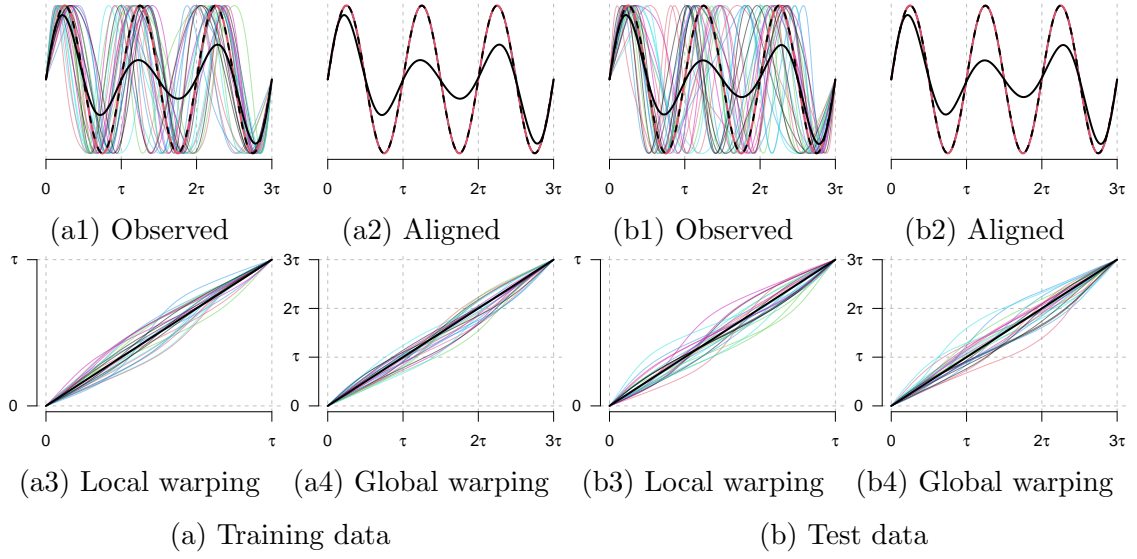 0 τ 2τ 3τ 0 τ 2τ 3τ 0 τ 2τ 3τ 0 τ 2τ 3τ
(a1) Observed (a2) Aligned (b1) Observed (b2) Aligned
τ 3τ τ 3τ
2τ 2τ
τ τ
0 0 0 0
0 τ 0 τ 2τ 3τ 0 τ 0 τ 2τ 3τ
(a3) Local warping (a4) Global warping (b3) Local warping (b4) Global warping
(a) Training data (b) Test data